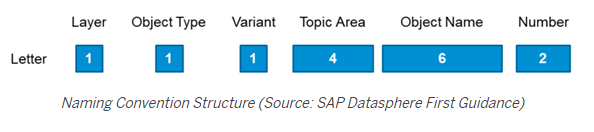 Layer Object Type Variant Topic Area Object Name Number
Letter 1 1 1 4 6 2
Naming Convention Structure (Source: SAP Datasphere First Guidance)